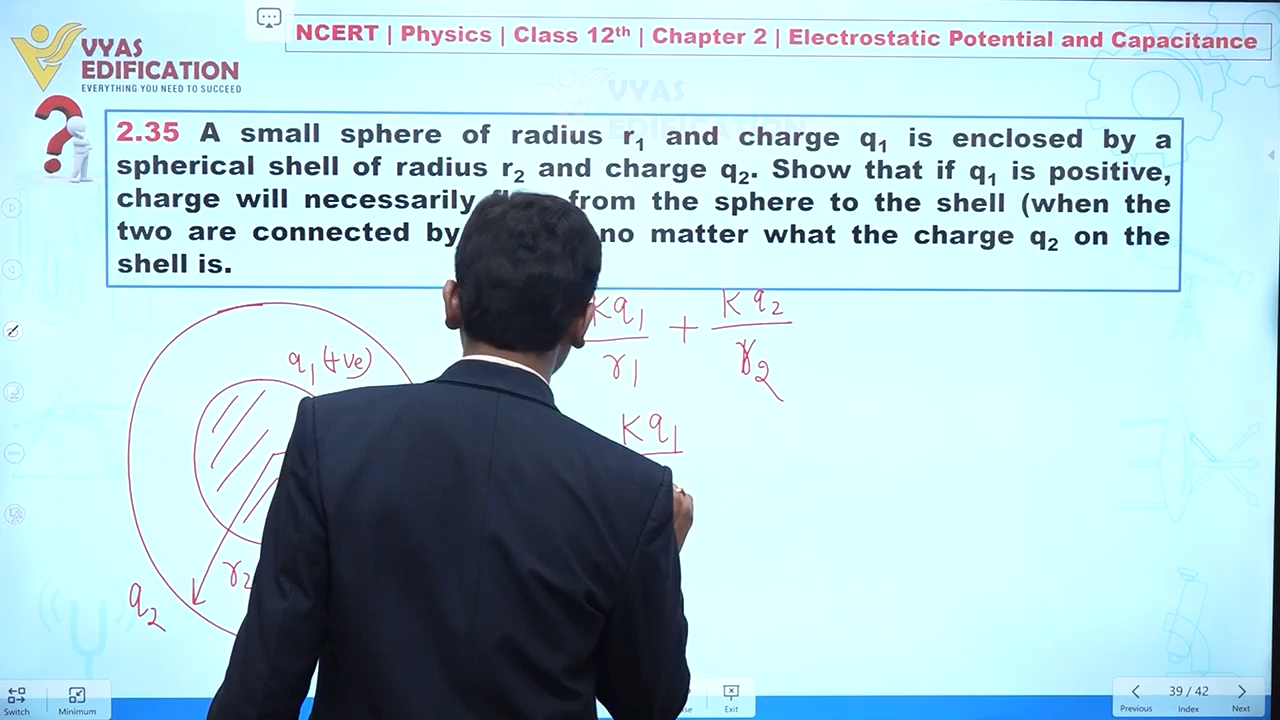 NCERT | Physics | Class 12th | Chapter 2 | Electrostatic Potential and Capacitance
VYAS
EDIFICATION
EVERYTHING YOU NEED TO SUCCEED
VYAS
EDIFICATION
2.35 A small sphere of radius r₁ and charge q₁ is enclosed by a
spherical shell of radius r₂ and charge q₂. Show that if q₁ is positive,
charge will necessarily from the sphere to the shell (when the
two are connected by no matter what the charge q₂ on the
shell is.
Kq₁ + Kq₂
r₁ r₂
q₁ (+ve)
Kq₁
r₂
q₂
Switch
Minimum
Exit
39 / 42
Previous Index Next